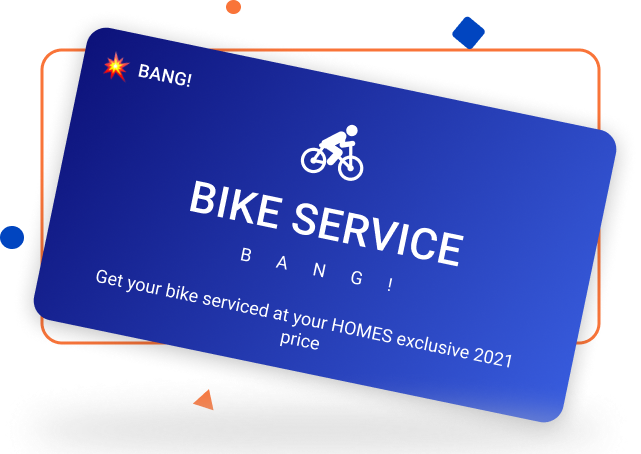 BANG!
BIKE SERVICE
B A N G !
Get your bike serviced at your HOMES exclusive 2021
price